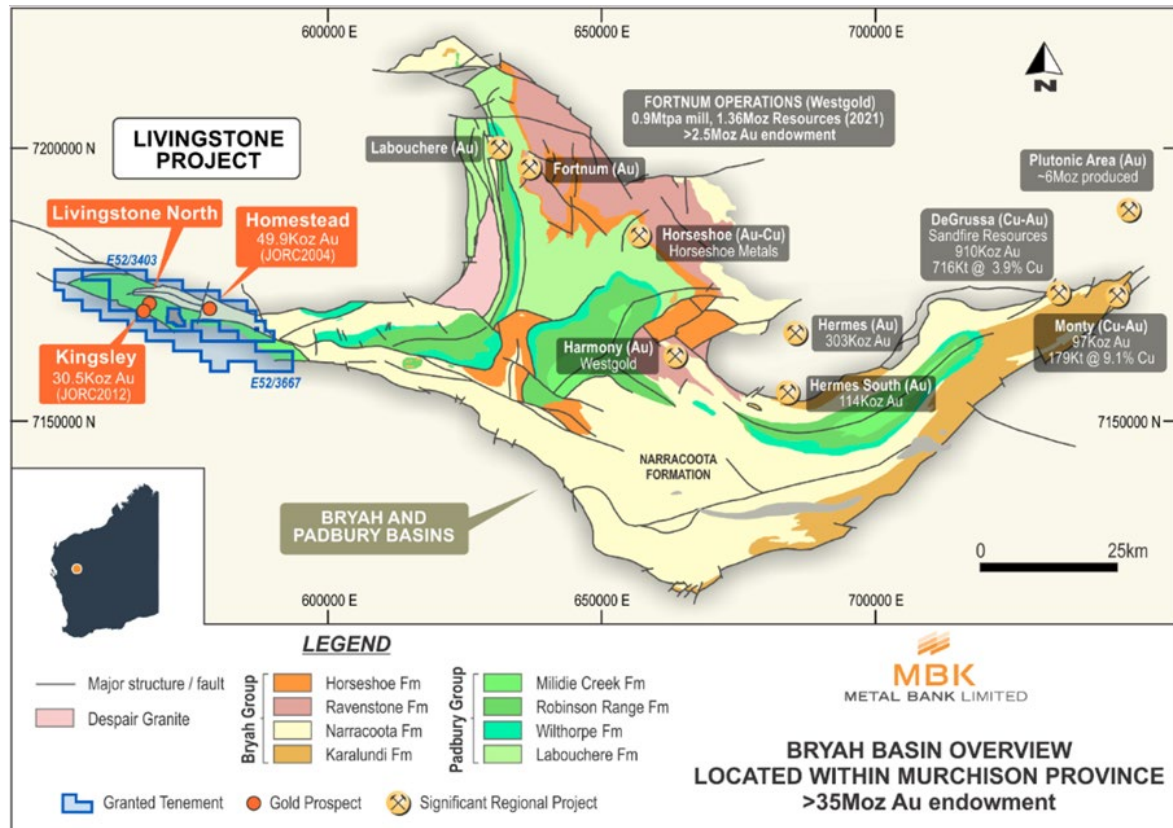 600000 E
650000 E
700000 E
N
FORTNUM OPERATIONS (Westgold)
0.9Mtpa mill, 1.36Moz Resources (2021)
>2.5Moz Au endowment
7200000 N
7200000 N
LIVINGSTONE
PROJECT
Labouchere (Au)
Fortnum (Au)
Plutonic Area (Au)
~6Moz produced
Livingstone North
Homestead
49.9Koz Au
(JORC2004)
E52/3403
Horseshoe (Au-Cu)
Horseshoe Metals
DeGrussa (Cu-Au)
Sandfire Resources
910Koz Au
716Kt @ 3.9% Cu
Kingsley
30.5Koz Au
(JORC2012)
E52/3667
Harmony (Au)
Westgold
Hermes (Au)
303Koz Au
Monty (Cu-Au)
97Koz Au
179Kt @ 9.1% Cu
Hermes South (Au)
114Koz Au
7150000 N
7150000 N
NARRACOOTA
FORMATION
BRYAH AND
PADBURY BASINS
0
25km
600000 E
650000 E
700000 E
LEGEND
Major structure / fault
Despair Granite
Bryah Group
Horseshoe Fm
Ravenstone Fm
Narracoota Fm
Karalundi Fm
Padbury Group
Milidie Creek Fm
Robinson Range Fm
Wilthorpe Fm
Labouchere Fm
Granted Tenement
Gold Prospect
Significant Regional Project
MBK
METAL BANK LIMITED
BRYAH BASIN OVERVIEW
LOCATED WITHIN MURCHISON PROVINCE
>35Moz Au endowment